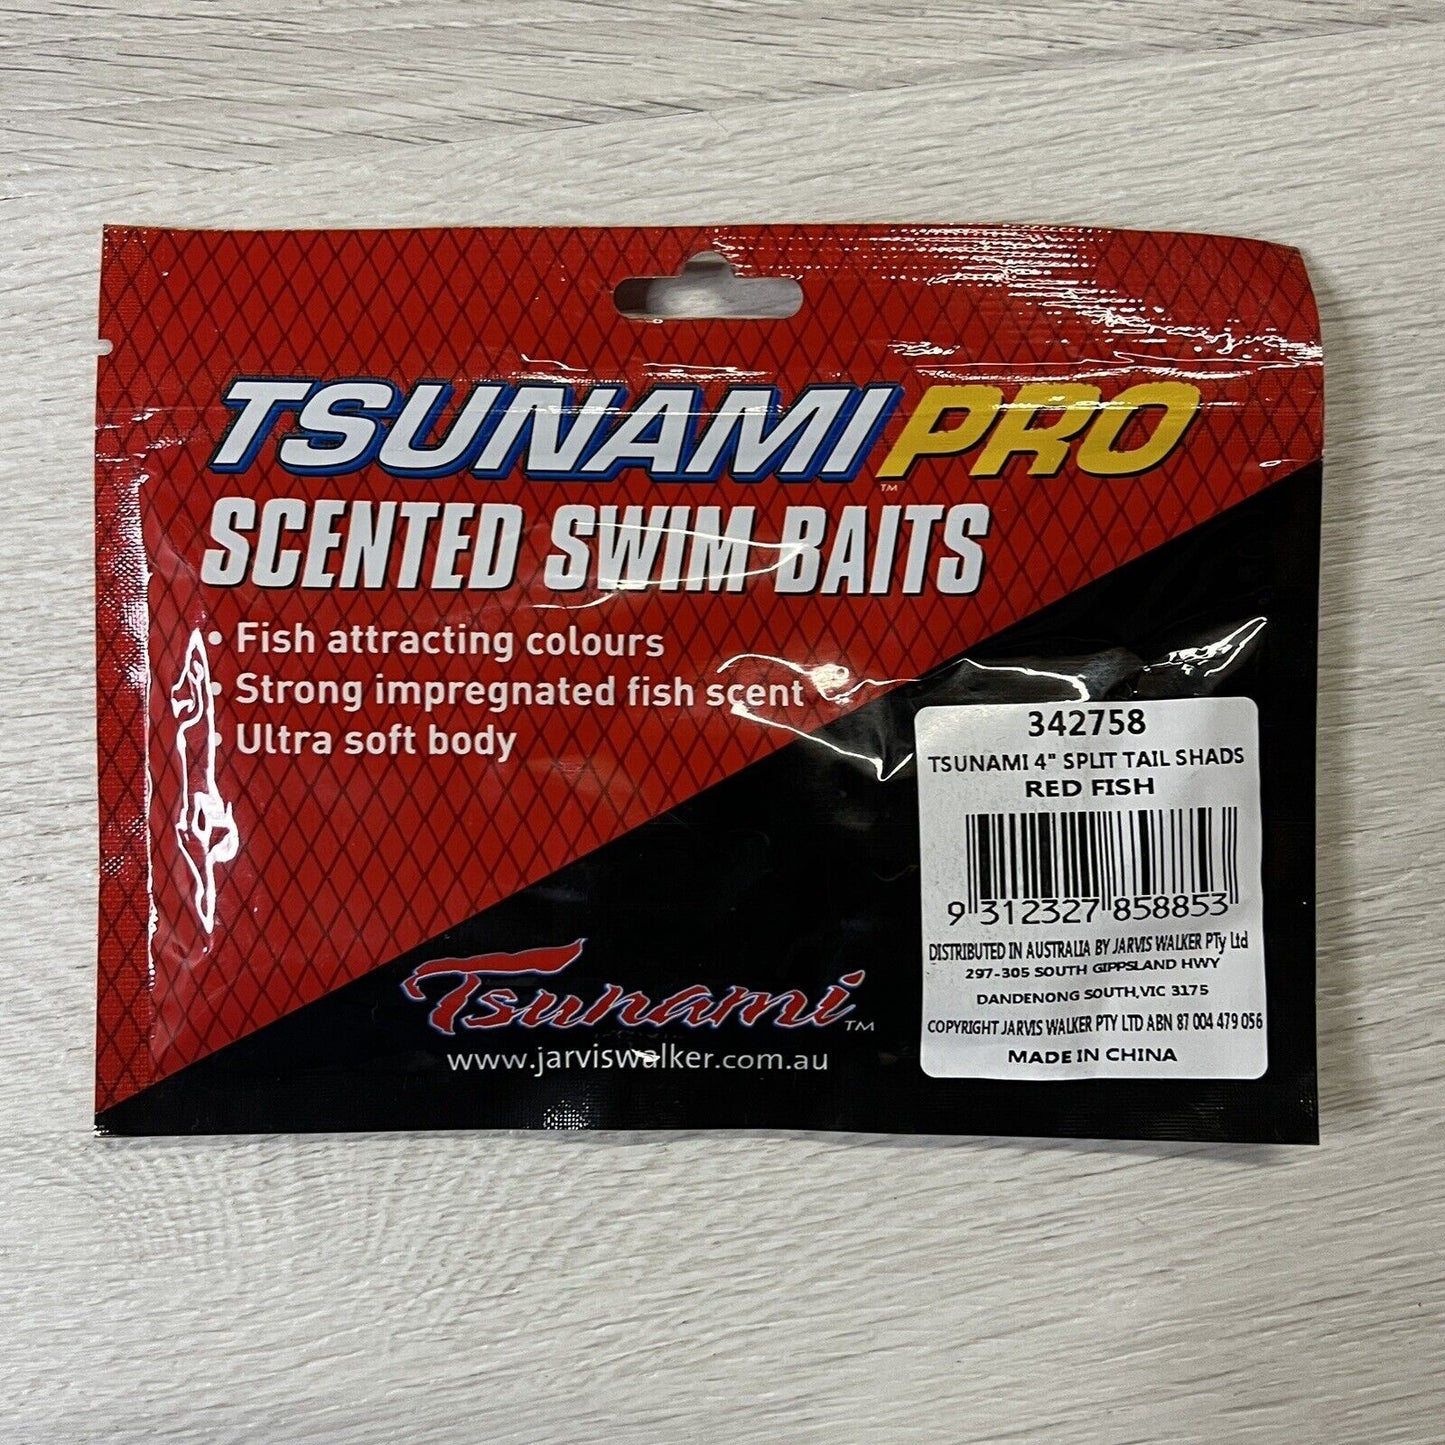 TSUNAMI PRO™
SCENTED SWIM BAITS
• Fish attracting colours
• Strong impregnated fish scent
• Ultra soft body
Tsunami™
www.jarviswalker.com.au
342758
TSUNAMI 4" SPLIT TAIL SHADS
RED FISH
9 312327 858853
DISTRIBUTED IN AUSTRALIA BY JARVIS WALKER PTy Ltd
297-305 SOUTH GIPPSLAND HWY
DANDENONG SOUTH,VIC 3175
COPYRIGHT JARVIS WALKER PTY LTD ABN 87 004 479 056
MADE IN CHINA